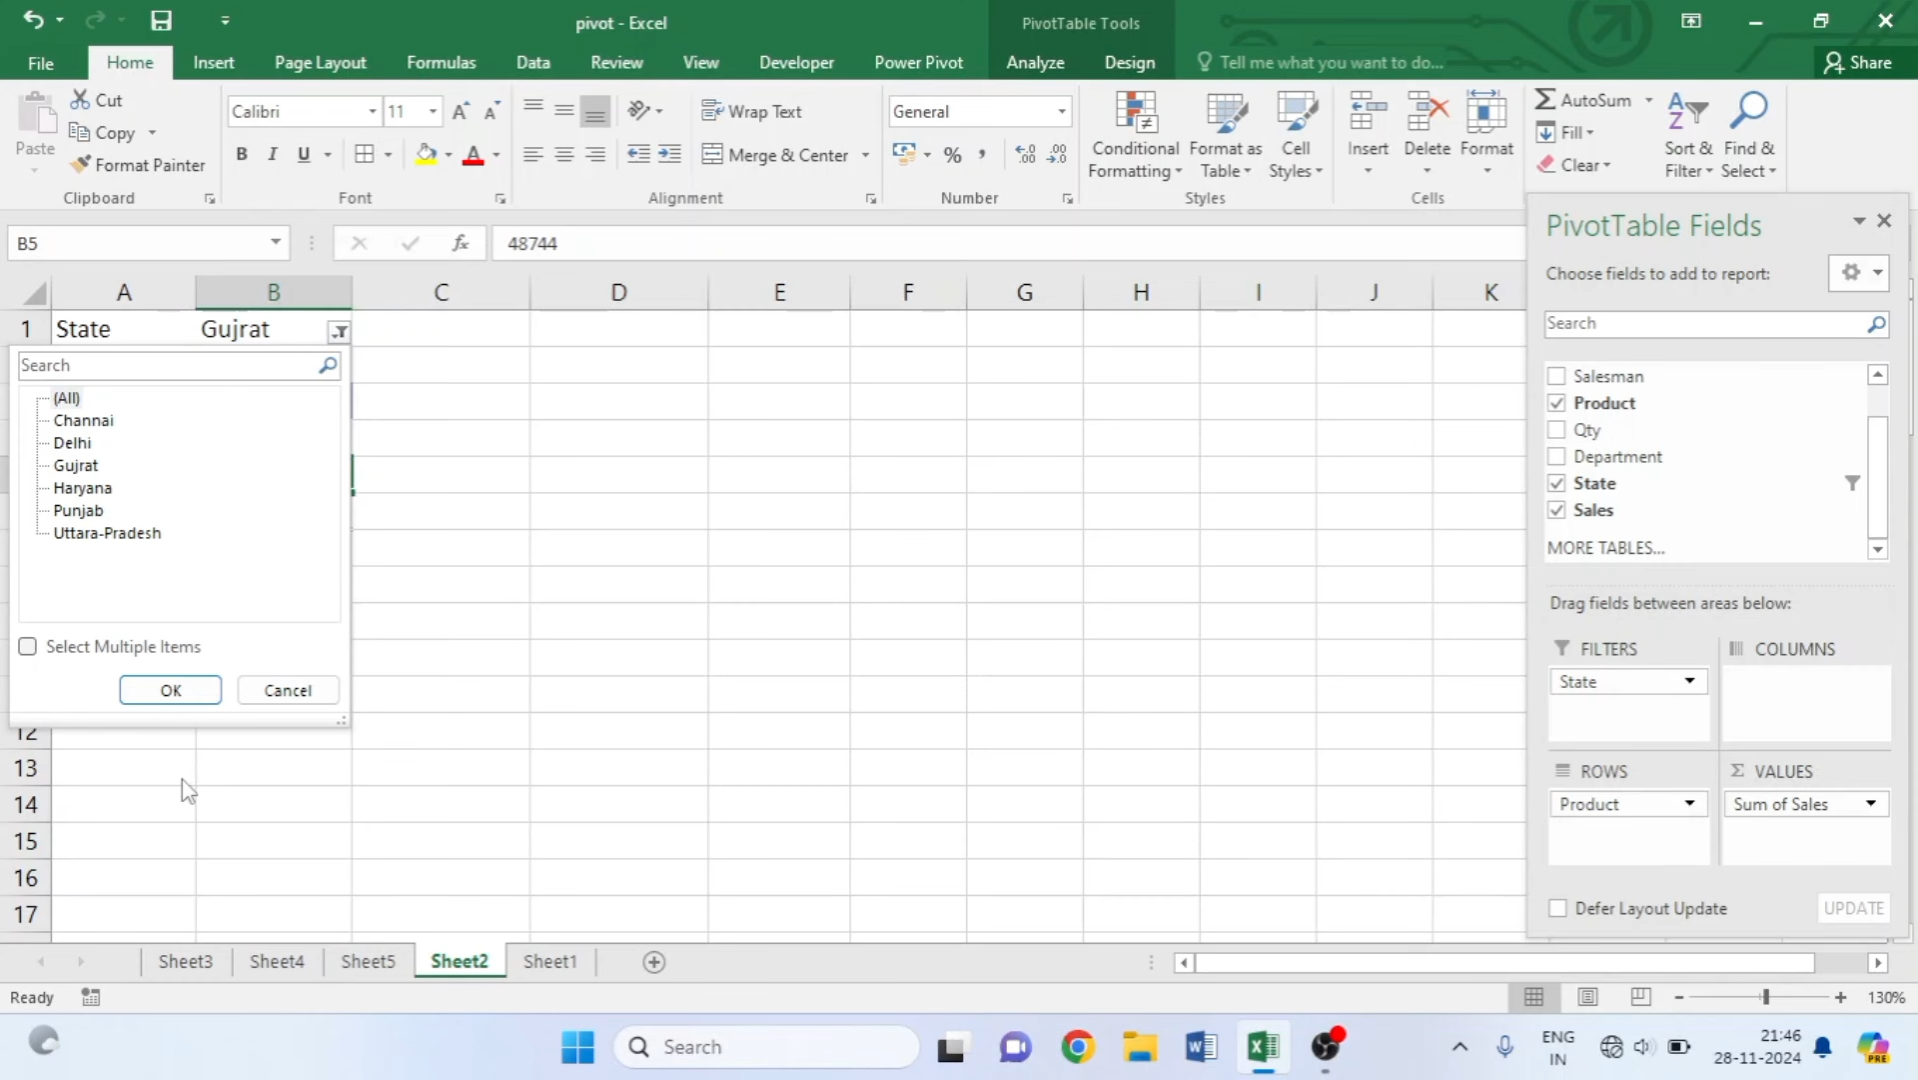 pivot - Excel
PivotTable Tools
File
Home
Insert
Page Layout
Formulas
Data
Review
View
Developer
Power Pivot
Analyze
Design
Tell me what you want to do...
Share
Paste
Cut
Copy
Format Painter
Clipboard
Calibri
11
B I U
Font
Wrap Text
Merge & Center
Alignment
General
%
Number
Conditional
Formatting
Format as
Table
Cell
Styles
Styles
Insert
Delete
Format
Cells
AutoSum
Fill
Clear
Sort &
Filter
Find &
Select
B5
fx
48744
A B C D E F G H I J K
1 State Gujrat
Search
(All)
Channai
Delhi
Gujrat
Haryana
Punjab
Uttara-Pradesh
Select Multiple Items
OK
Cancel
12
13
14
15
16
17
PivotTable Fields
Choose fields to add to report:
Search
Salesman
Product
Qty
Department
State
Sales
MORE TABLES...
Drag fields between areas below:
FILTERS
COLUMNS
State
ROWS
VALUES
Product
Sum of Sales
Defer Layout Update
UPDATE
Sheet3
Sheet4
Sheet5
Sheet2
Sheet1
Ready
130%
Search
ENG
IN
21:46
28-11-2024
PRE